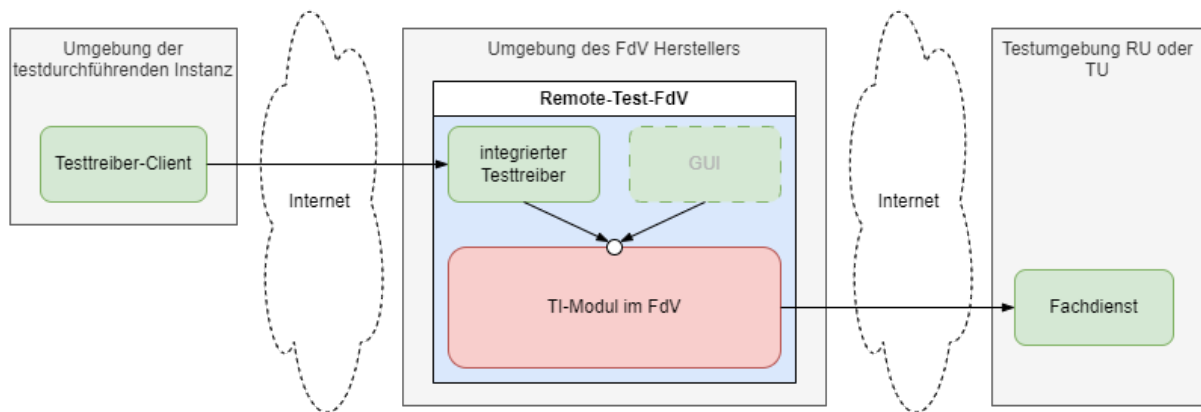 Umgebung der
testdurchführenden Instanz
Testtreiber-Client
Internet
Umgebung des FdV Herstellers
Remote-Test-FdV
integrierter
Testtreiber
GUI
TI-Modul im FdV
Internet
Testumgebung RU oder
TU
Fachdienst